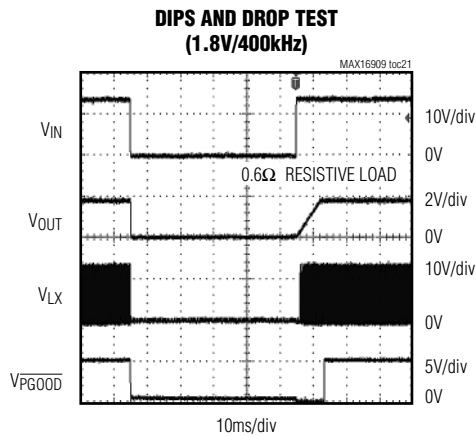 DIPS AND DROP TEST
(1.8V/400kHz)
MAX16909 toc21
T
VIN
10V/div
0V
0.6Ω RESISTIVE LOAD
VOUT
2V/div
0V
VLX
10V/div
0V
VPGOOD
5V/div
0V
10ms/div